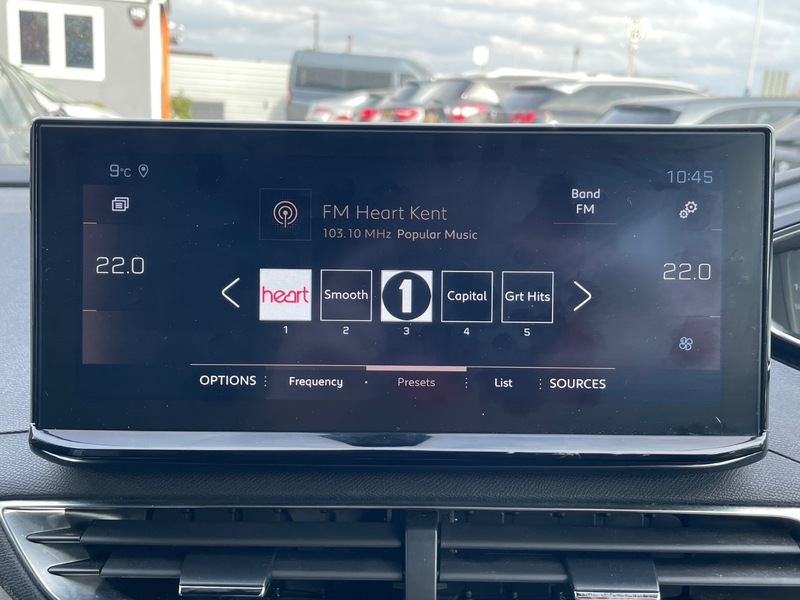 9°C
10:45
FM Heart Kent
103.10 MHz Popular Music
Band
FM
22.0
22.0
heart
Smooth
1
Capital
Grt Hits
1
2
3
4
5
OPTIONS
Frequency
Presets
List
SOURCES